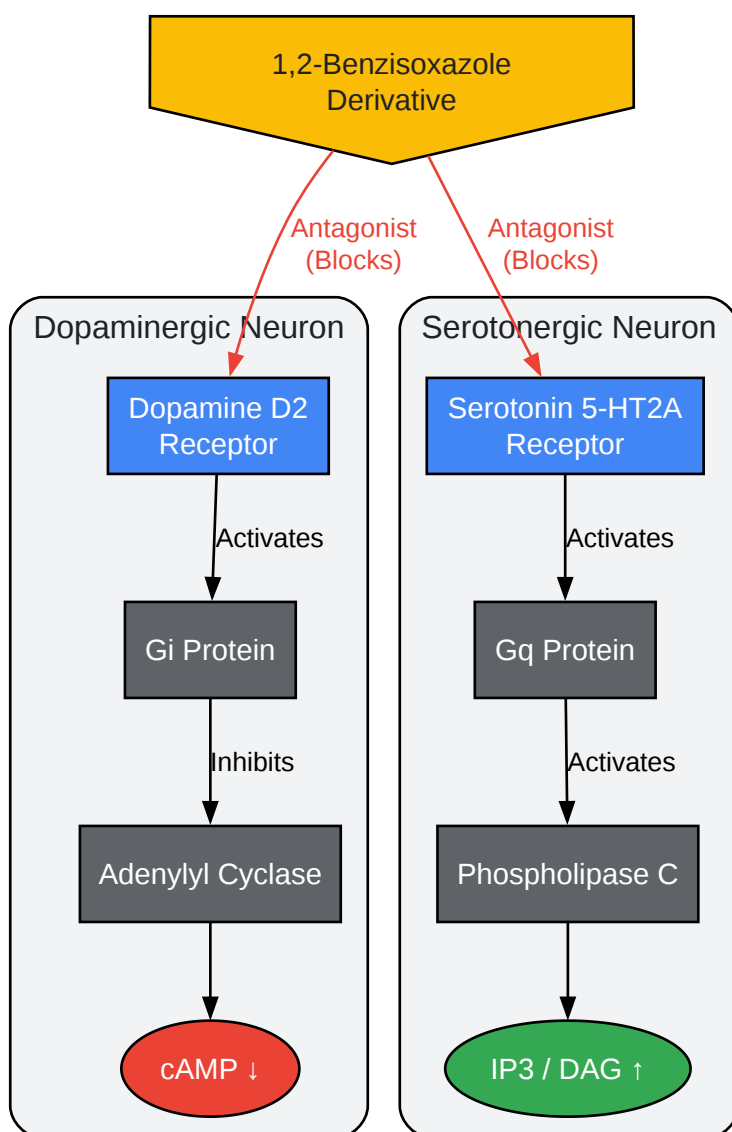 1,2-Benzisoxazole
Derivative
Antagonist
(Blocks)
Antagonist
(Blocks)
Dopaminergic Neuron
Dopamine D2
Receptor
Activates
Gi Protein
Inhibits
Adenylyl Cyclase
cAMP ↓
Serotonergic Neuron
Serotonin 5-HT2A
Receptor
Activates
Gq Protein
Activates
Phospholipase C
IP3 / DAG ↑